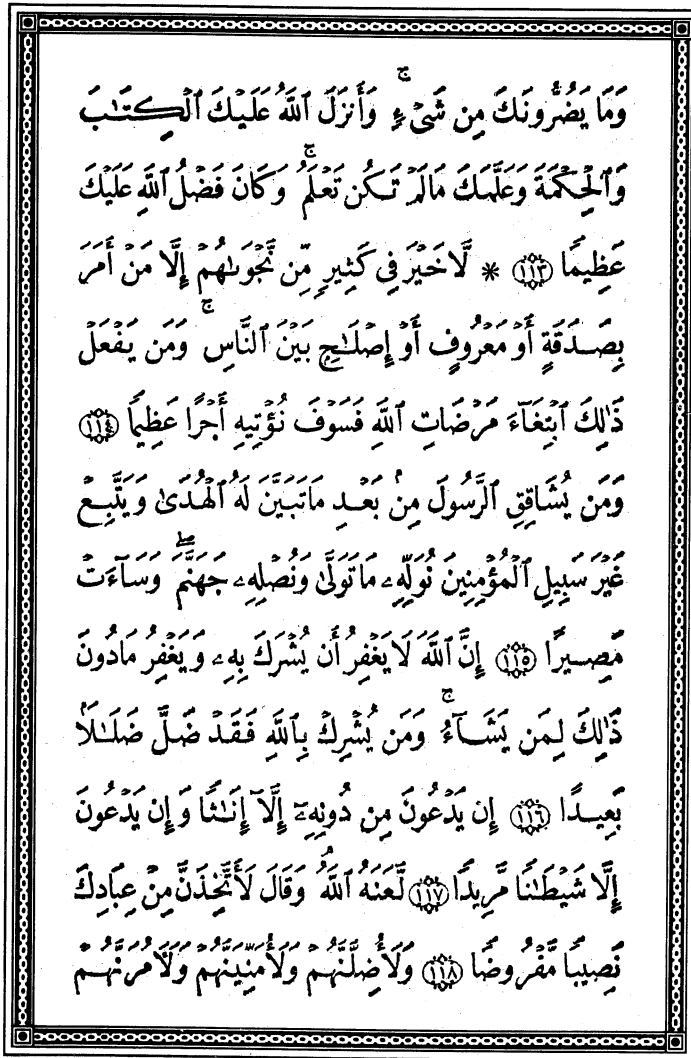 وَمَا يَضُرُّونَكَ مِن شَىْءٍ ۚ وَأَنزَلَ ٱللَّهُ عَلَيْكَ ٱلْكِتَـٰبَ
وَٱلْحِكْمَةَ وَعَلَّمَكَ مَا لَمْ تَكُن تَعْلَمُ ۚ وَكَانَ فَضْلُ ٱللَّهِ عَلَيْكَ
عَظِيمًا ١١٣ * لَّا خَيْرَ فِى كَثِيرٍ مِّن نَّجْوَىٰهُمْ إِلَّا مَنْ أَمَرَ
بِصَدَقَةٍ أَوْ مَعْرُوفٍ أَوْ إِصْلَـٰحٍ بَيْنَ ٱلنَّاسِ ۚ وَمَن يَفْعَلْ
ذَٰلِكَ ٱبْتِغَآءَ مَرْضَاتِ ٱللَّهِ فَسَوْفَ نُؤْتِيهِ أَجْرًا عَظِيمًا ١١٤
وَمَن يُشَاقِقِ ٱلرَّسُولَ مِنۢ بَعْدِ مَا تَبَيَّنَ لَهُ ٱلْهُدَىٰ وَيَتَّبِعْ
غَيْرَ سَبِيلِ ٱلْمُؤْمِنِينَ نُوَلِّهِۦ مَا تَوَلَّىٰ وَنُصْلِهِۦ جَهَنَّمَ ۖ وَسَآءَتْ
مَصِيرًا ١١٥ إِنَّ ٱللَّهَ لَا يَغْفِرُ أَن يُشْرَكَ بِهِۦ وَيَغْفِرُ مَا دُونَ
ذَٰلِكَ لِمَن يَشَآءُ ۚ وَمَن يُشْرِكْ بِٱللَّهِ فَقَدْ ضَلَّ ضَلَـٰلًۢا
بَعِيدًا ١١٦ إِن يَدْعُونَ مِن دُونِهِۦٓ إِلَّآ إِنَـٰثًا وَإِن يَدْعُونَ
إِلَّا شَيْطَـٰنًا مَّرِيدًا ١١٧ لَّعَنَهُ ٱللَّهُ ۘ وَقَالَ لَأَتَّخِذَنَّ مِنْ عِبَادِكَ
نَصِيبًا مَّفْرُوضًا ١١٨ وَلَأُضِلَّنَّهُمْ وَلَأُمَنِّيَنَّهُمْ وَلَـَٔامُرَنَّهُمْ